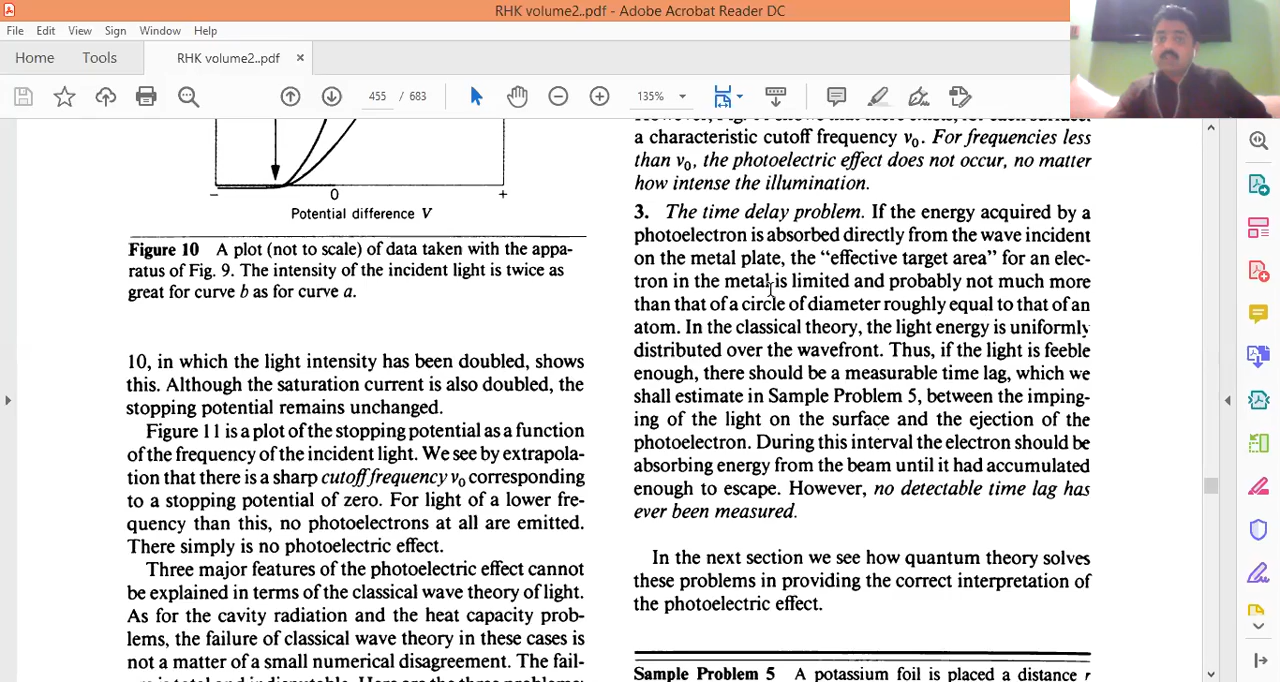 RHK volume2..pdf - Adobe Acrobat Reader DC
File Edit View Sign Window Help
Home Tools RHK volume2..pdf ×
455 / 683 135%
- 0 +
Potential difference V
Figure 10 A plot (not to scale) of data taken with the appa-
ratus of Fig. 9. The intensity of the incident light is twice as
great for curve b as for curve a.
10, in which the light intensity has been doubled, shows
this. Although the saturation current is also doubled, the
stopping potential remains unchanged.
Figure 11 is a plot of the stopping potential as a function
of the frequency of the incident light. We see by extrapola-
tion that there is a sharp cutoff frequency ν₀ corresponding
to a stopping potential of zero. For light of a lower fre-
quency than this, no photoelectrons at all are emitted.
There simply is no photoelectric effect.
Three major features of the photoelectric effect cannot
be explained in terms of the classical wave theory of light.
As for the cavity radiation and the heat capacity prob-
lems, the failure of classical wave theory in these cases is
not a matter of a small numerical disagreement. The fail-
a characteristic cutoff frequency ν₀. For frequencies less
than ν₀, the photoelectric effect does not occur, no matter
how intense the illumination.
3. The time delay problem. If the energy acquired by a
photoelectron is absorbed directly from the wave incident
on the metal plate, the “effective target area” for an elec-
tron in the metal is limited and probably not much more
than that of a circle of diameter roughly equal to that of an
atom. In the classical theory, the light energy is uniformly
distributed over the wavefront. Thus, if the light is feeble
enough, there should be a measurable time lag, which we
shall estimate in Sample Problem 5, between the imping-
ing of the light on the surface and the ejection of the
photoelectron. During this interval the electron should be
absorbing energy from the beam until it had accumulated
enough to escape. However, no detectable time lag has
ever been measured.
In the next section we see how quantum theory solves
these problems in providing the correct interpretation of
the photoelectric effect.
Sample Problem 5 A potassium foil is placed a distance r